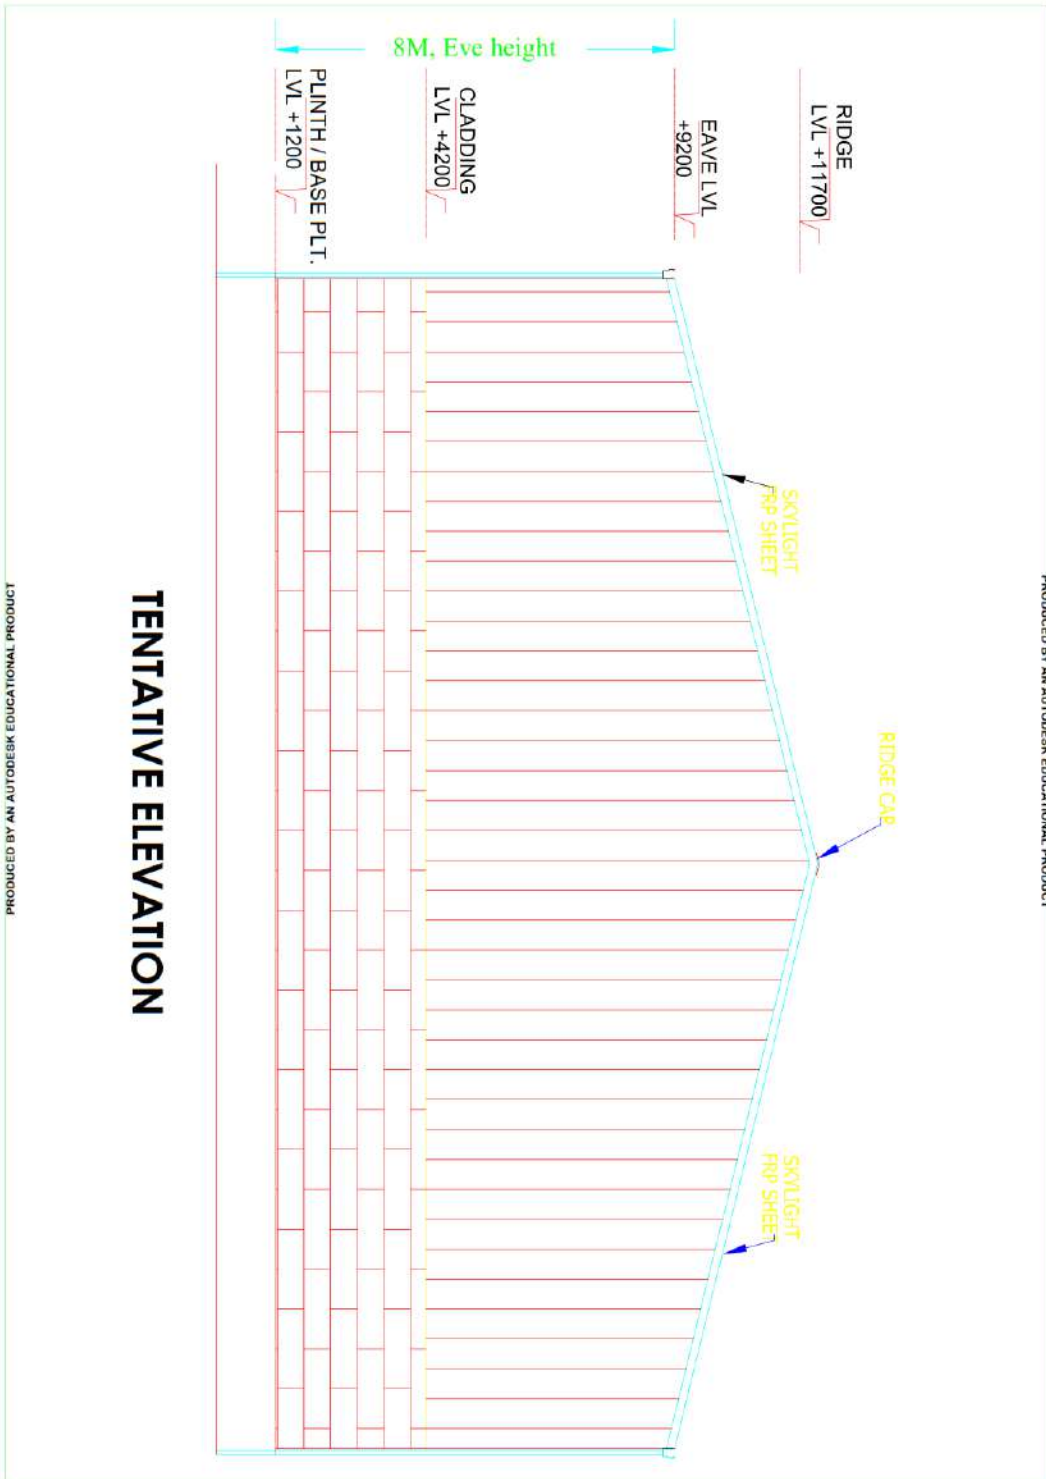 8M, Eve height
RIDGE
LVL +11700
EAVE LVL
+9200
CLADDING
LVL +4200
PLINTH / BASE PLT.
LVL +1200
SKYLIGHT
FRP SHEET
RIDGE CAP
SKYLIGHT
FRP SHEET
TENTATIVE ELEVATION
PRODUCED BY AN AUTODESK EDUCATIONAL PRODUCT
PRODUCED BY AN AUTODESK EDUCATIONAL PRODUCT